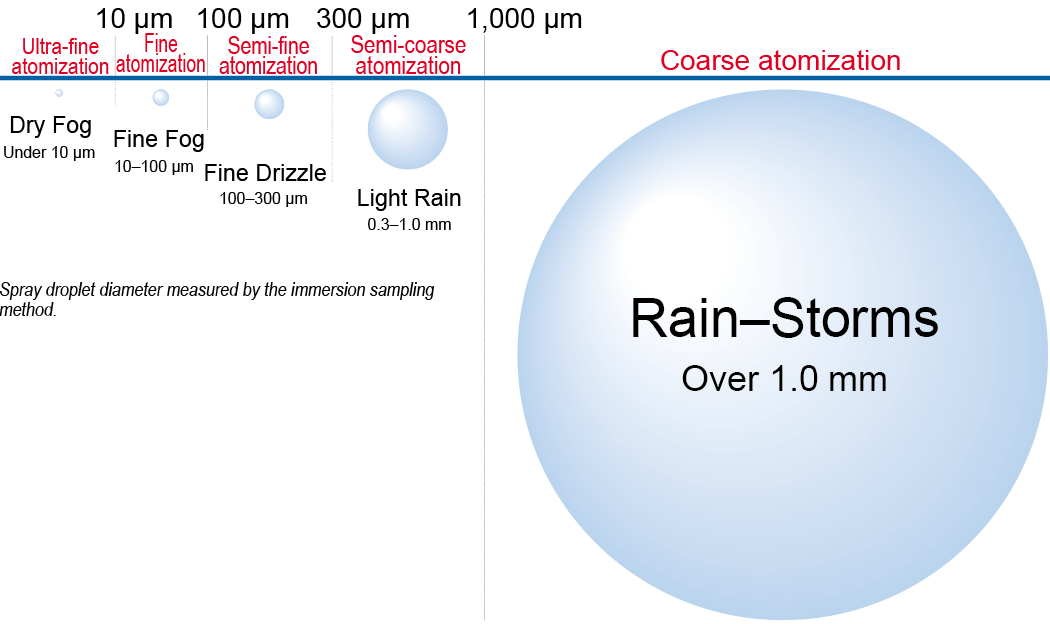 10 µm 100 µm 300 µm 1,000 µm
Ultra-fine
atomization
Fine
atomization
Semi-fine
atomization
Semi-coarse
atomization
Coarse atomization
Dry Fog
Under 10 µm
Fine Fog
10–100 µm
Fine Drizzle
100–300 µm
Light Rain
0.3–1.0 mm
Spray droplet diameter measured by the immersion sampling
method.
Rain–Storms
Over 1.0 mm